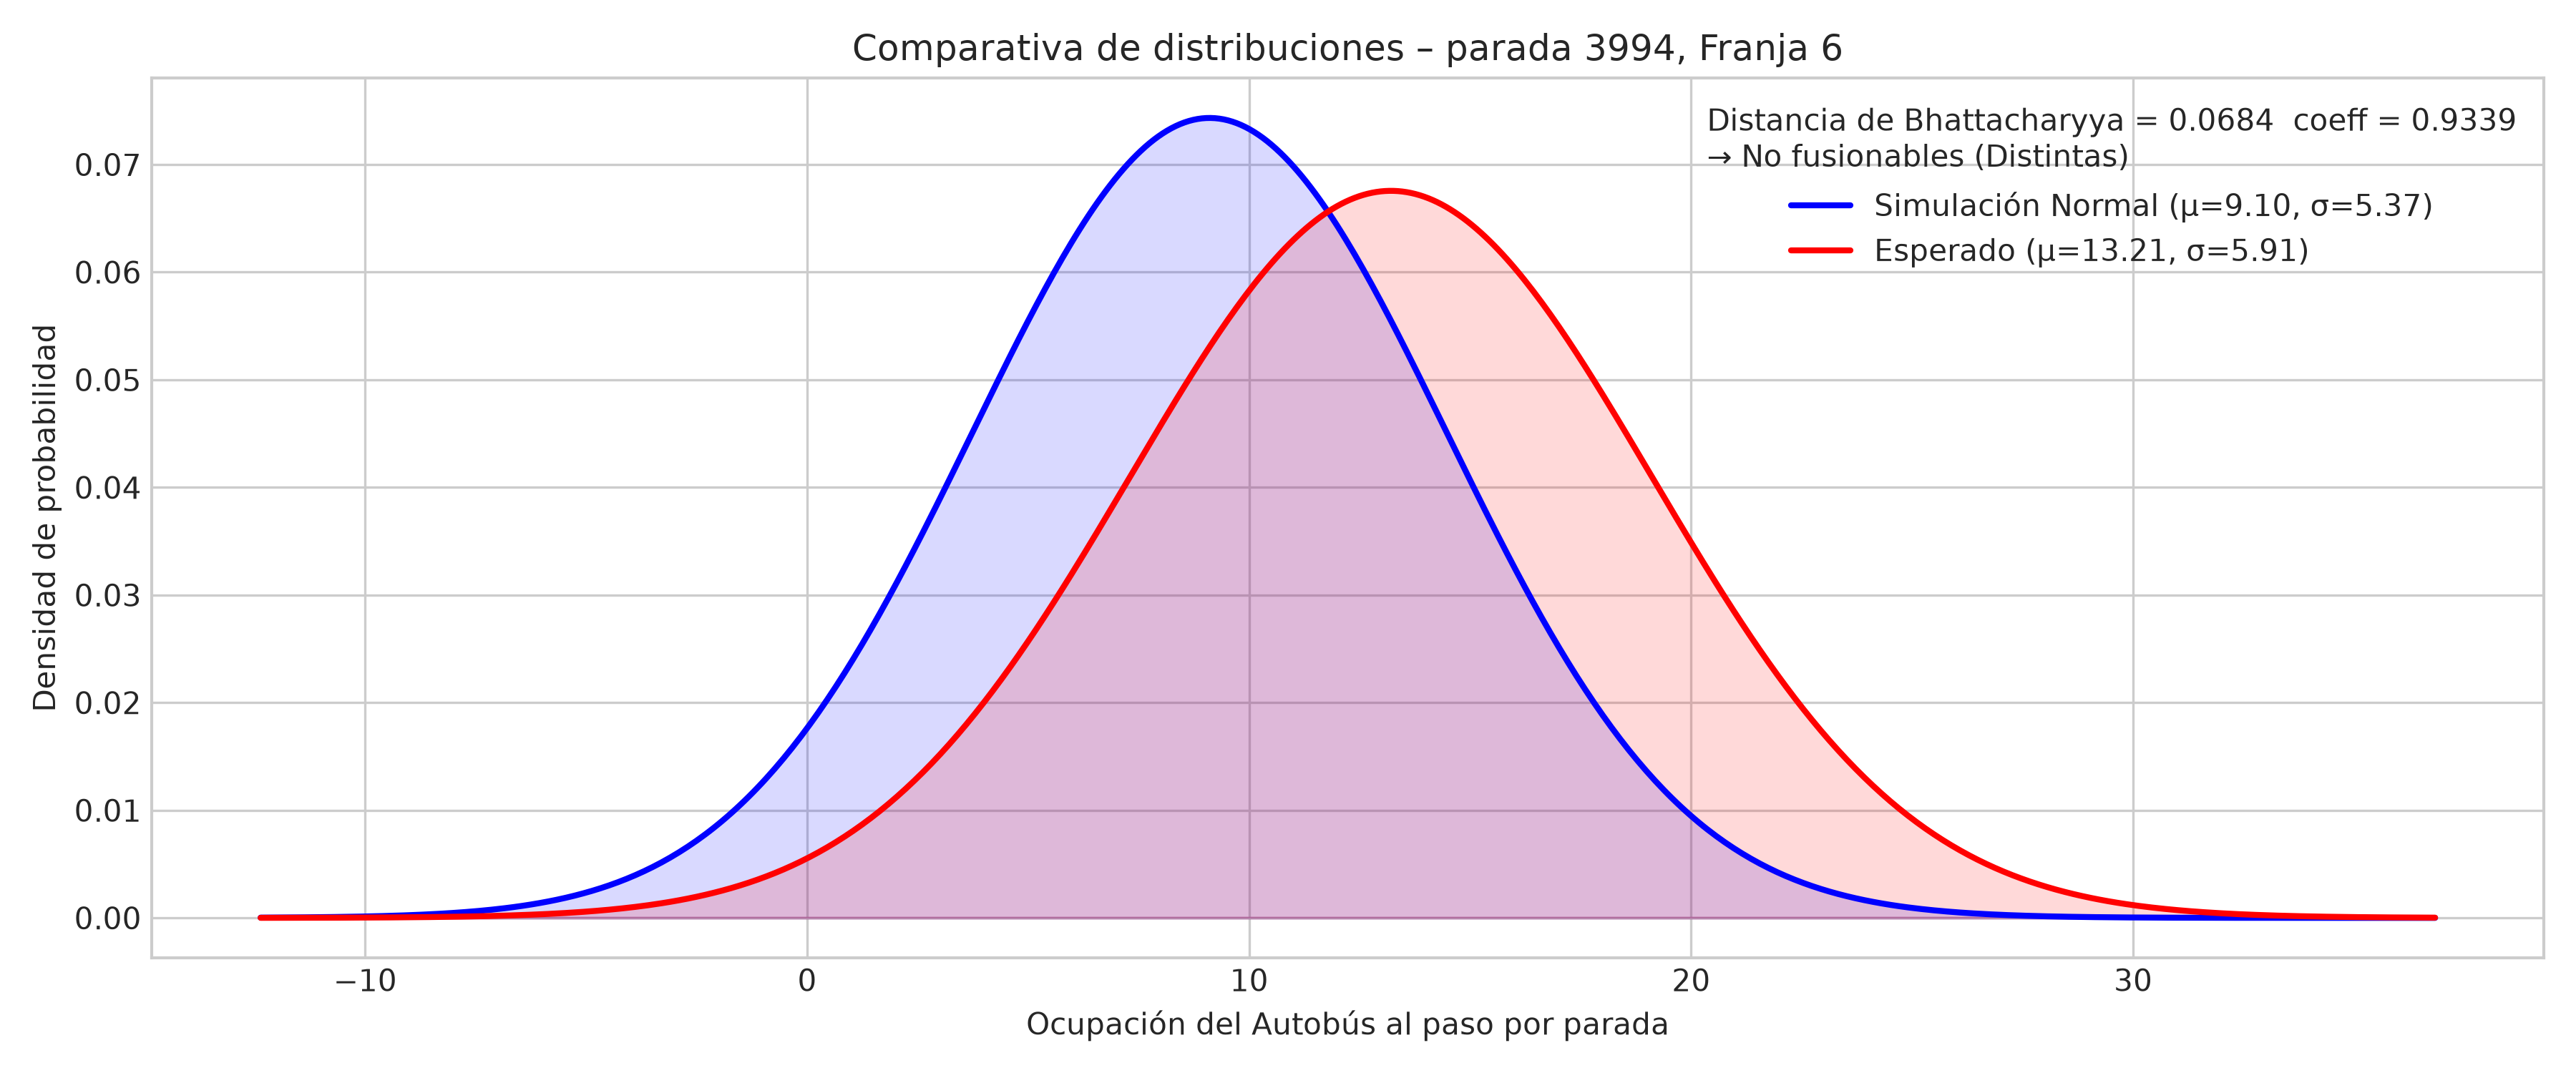 Comparativa de distribuciones – parada 3994, Franja 6
Distancia de Bhattacharyya = 0.0684  coeff = 0.9339
→ No fusionables (Distintas)
Simulación Normal (μ=9.10, σ=5.37)
Esperado (μ=13.21, σ=5.91)
Densidad de probabilidad
0.07
0.06
0.05
0.04
0.03
0.02
0.01
0.00
−10 0 10 20 30
Ocupación del Autobús al paso por parada